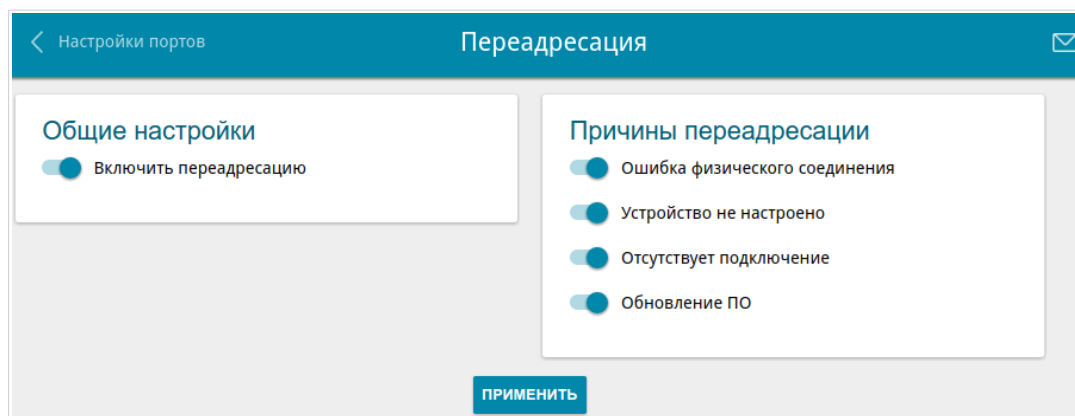 Настройки портов
Переадресация
Общие настройки
Включить переадресацию
Причины переадресации
Ошибка физического соединения
Устройство не настроено
Отсутствует подключение
Обновление ПО
ПРИМЕНИТЬ